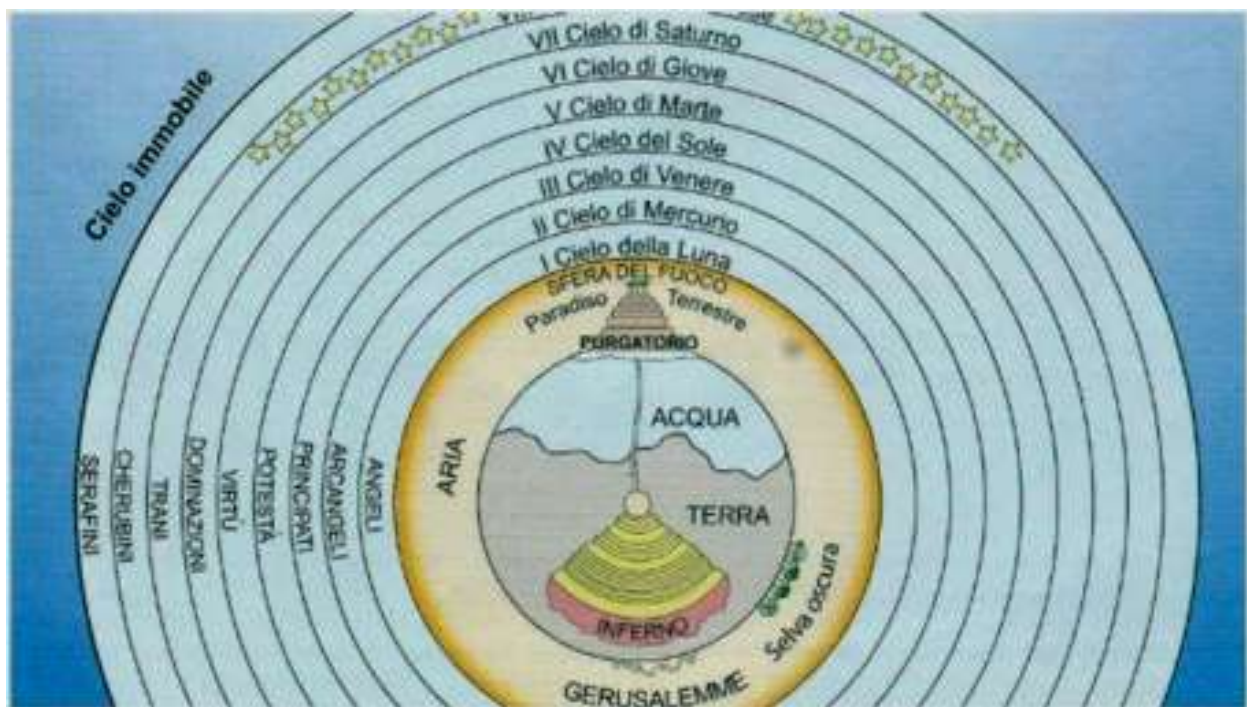 Cielo immobile
VII Cielo di Saturno
VI Cielo di Giove
V Cielo di Marte
IV Cielo del Sole
III Cielo di Venere
II Cielo di Mercurio
I Cielo della Luna
SFERA DEL FUOCO
Paradiso Terrestre
PURGATORIO
ACQUA
ARIA
TERRA
INFERNO
Selva oscura
GERUSALEMME
SERAFINI
CHERUBINI
TRANI
DOMINAZIONI
VIRTÙ
POTESTÀ
PRINCIPATI
ARCANGELI
ANGELI